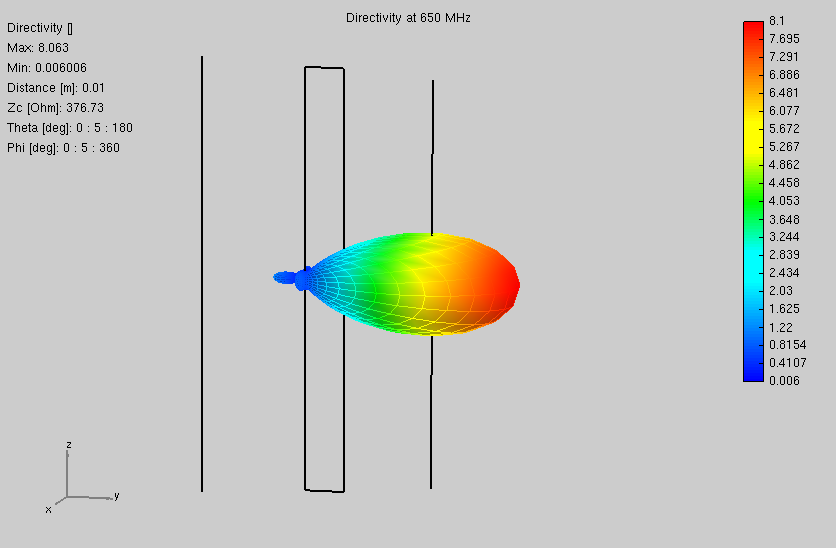 Directivity at 650 MHz
Directivity []
Max: 8.063
Min: 0.006006
Distance [m]: 0.01
Zc [Ohm]: 376.73
Theta [deg]: 0 : 5 : 180
Phi [deg]: 0 : 5 : 360
8.1
7.695
7.291
6.886
6.481
6.077
5.672
5.267
4.862
4.458
4.053
3.648
3.244
2.839
2.434
2.03
1.625
1.22
0.8154
0.4107
0.006
z
y
x